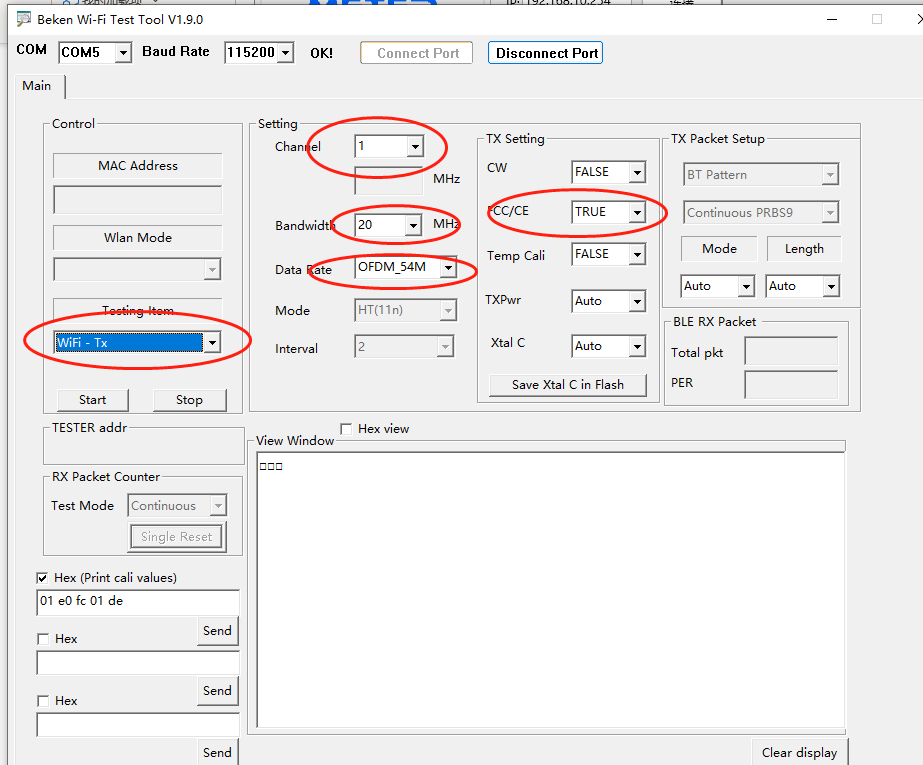 IP: 192.168.10.254
Beken Wi-Fi Test Tool V1.9.0
COM COM5 Baud Rate 115200 OK! Connect Port Disconnect Port
Main
Control
MAC Address
Wlan Mode
Testing Item
WiFi - Tx
Start Stop
Setting
Channel 1
MHz
Bandwidth 20 MHz
Data Rate OFDM_54M
Mode HT(11n)
Interval 2
TX Setting
CW FALSE
FCC/CE TRUE
Temp Cali FALSE
TXPwr Auto
Xtal C Auto
Save Xtal C in Flash
TX Packet Setup
BT Pattern
Continuous PRBS9
Mode Length
Auto Auto
BLE RX Packet
Total pkt
PER
TESTER addr
RX Packet Counter
Test Mode Continuous
Single Reset
Hex (Print cali values)
01 e0 fc 01 de
Send
Hex
Send
Hex
Send
Hex view
View Window
□□□
Clear display